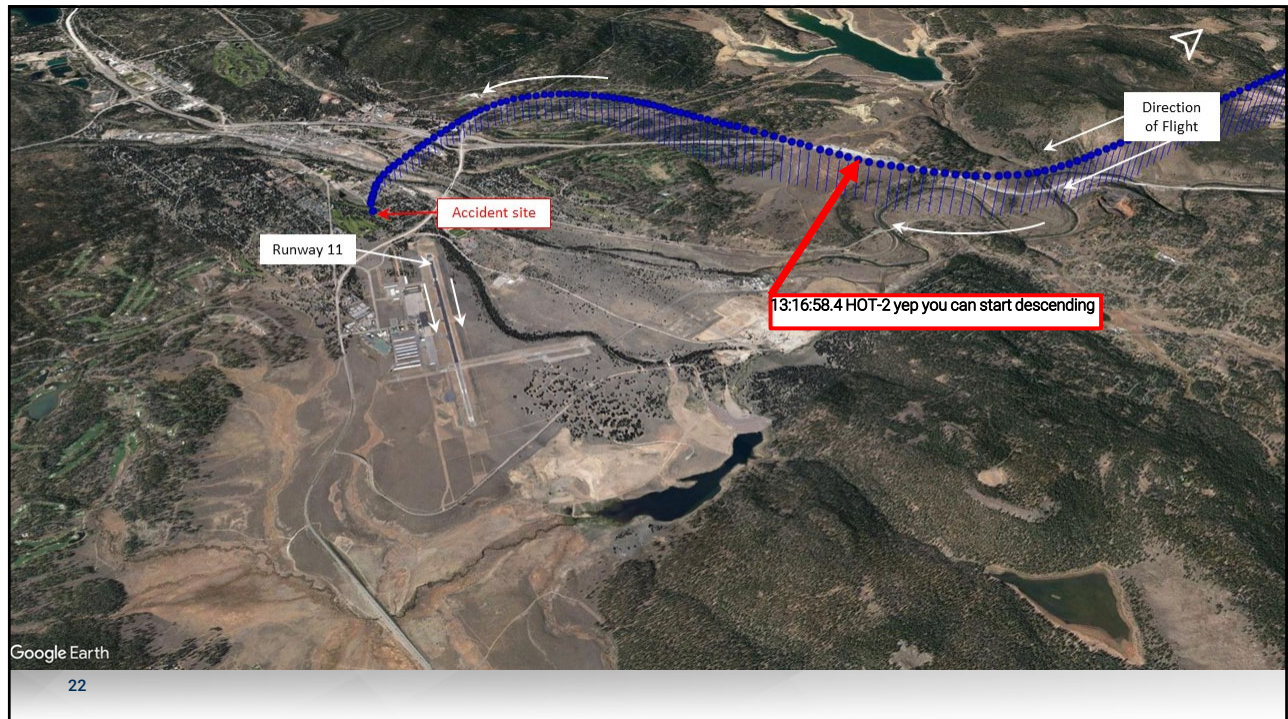 Direction
of Flight
Accident site
Runway 11
13:16:58.4 HOT-2 yep you can start descending
Google Earth
22